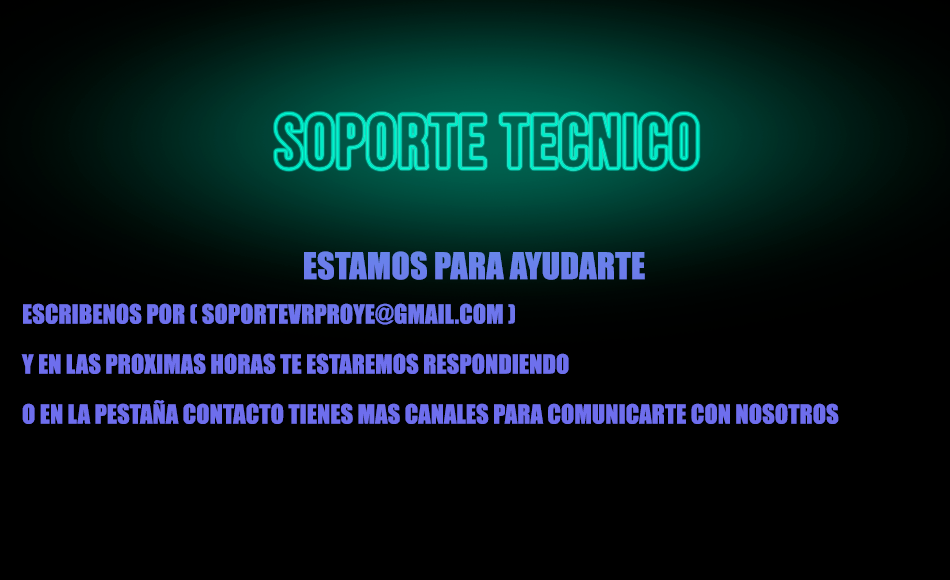 SOPORTE TECNICO
ESTAMOS PARA AYUDARTE
ESCRIBENOS POR ( SOPORTEVRPROYE@GMAIL.COM )
Y EN LAS PROXIMAS HORAS TE ESTAREMOS RESPONDIENDO
O EN LA PESTAÑA CONTACTO TIENES MAS CANALES PARA COMUNICARTE CON NOSOTROS